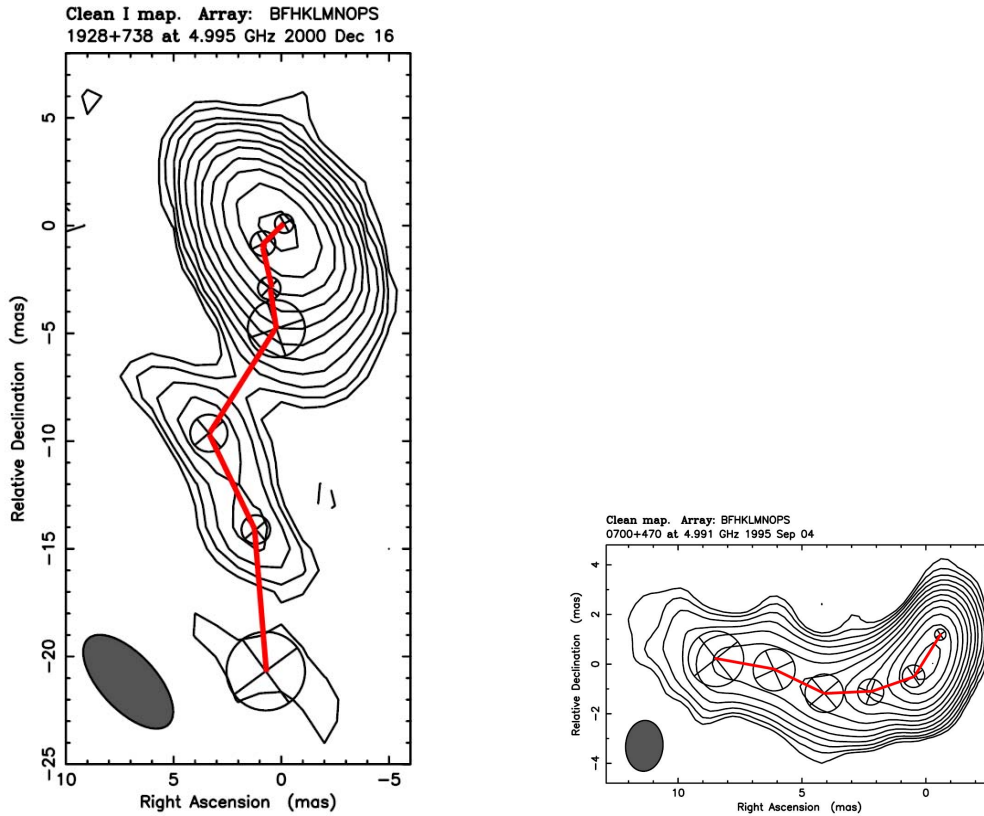 Clean I map. Array: BFHKLMNOPS
1928+738 at 4.995 GHz 2000 Dec 16
Relative Declination (mas)
5
0
−5
−10
−15
−20
−25
10
5
0
−5
Right Ascension (mas)
Clean map. Array: BFHKLMNOPS
0700+470 at 4.991 GHz 1995 Sep 04
Relative Declination (mas)
4
2
0
−2
−4
10
5
0
Right Ascension (mas)